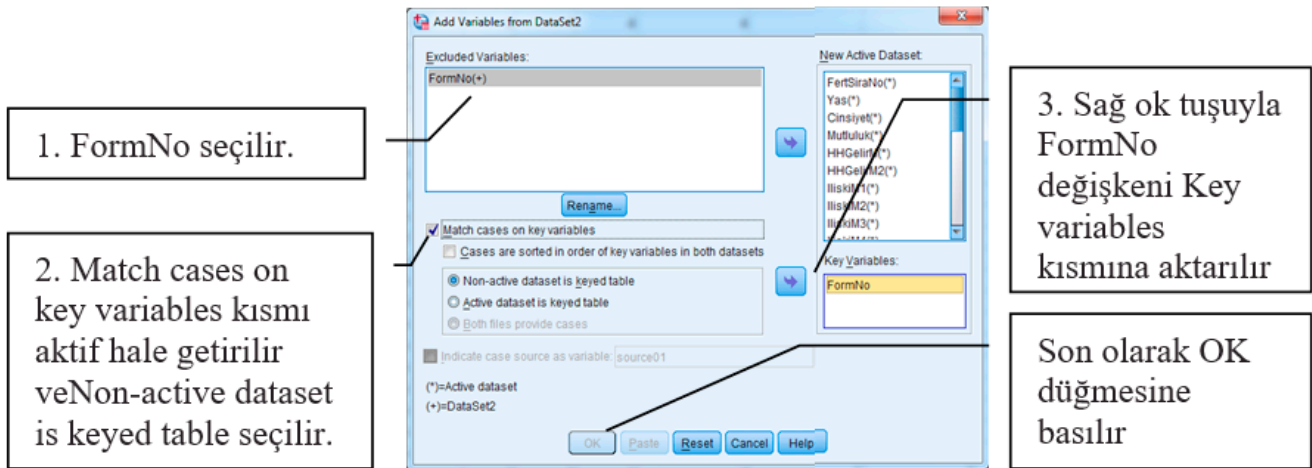 1. FormNo seçilir.
2. Match cases on
key variables kısmı
aktif hale getirilir
veNon-active dataset
is keyed table seçilir.
Add Variables from DataSet2
Excluded Variables:
FormNo(+)
Rename...
Match cases on key variables
Cases are sorted in order of key variables in both datasets
Non-active dataset is keyed table
Active dataset is keyed table
Both files provide cases
Indicate case source as variable: source01
(*)=Active dataset
(+)=DataSet2
New Active Dataset:
FertSiraNo(*)
Yas(*)
Cinsiyet(*)
Mutluluk(*)
HHGelirM(*)
HHGelirM2(*)
IliskiM1(*)
IliskiM2(*)
IliskiM3(*)
Key Variables:
FormNo
OK Paste Reset Cancel Help
3. Sağ ok tuşuyla
FormNo
değişkeni Key
variables
kısmına aktarılır
Son olarak OK
düğmesine
basılır